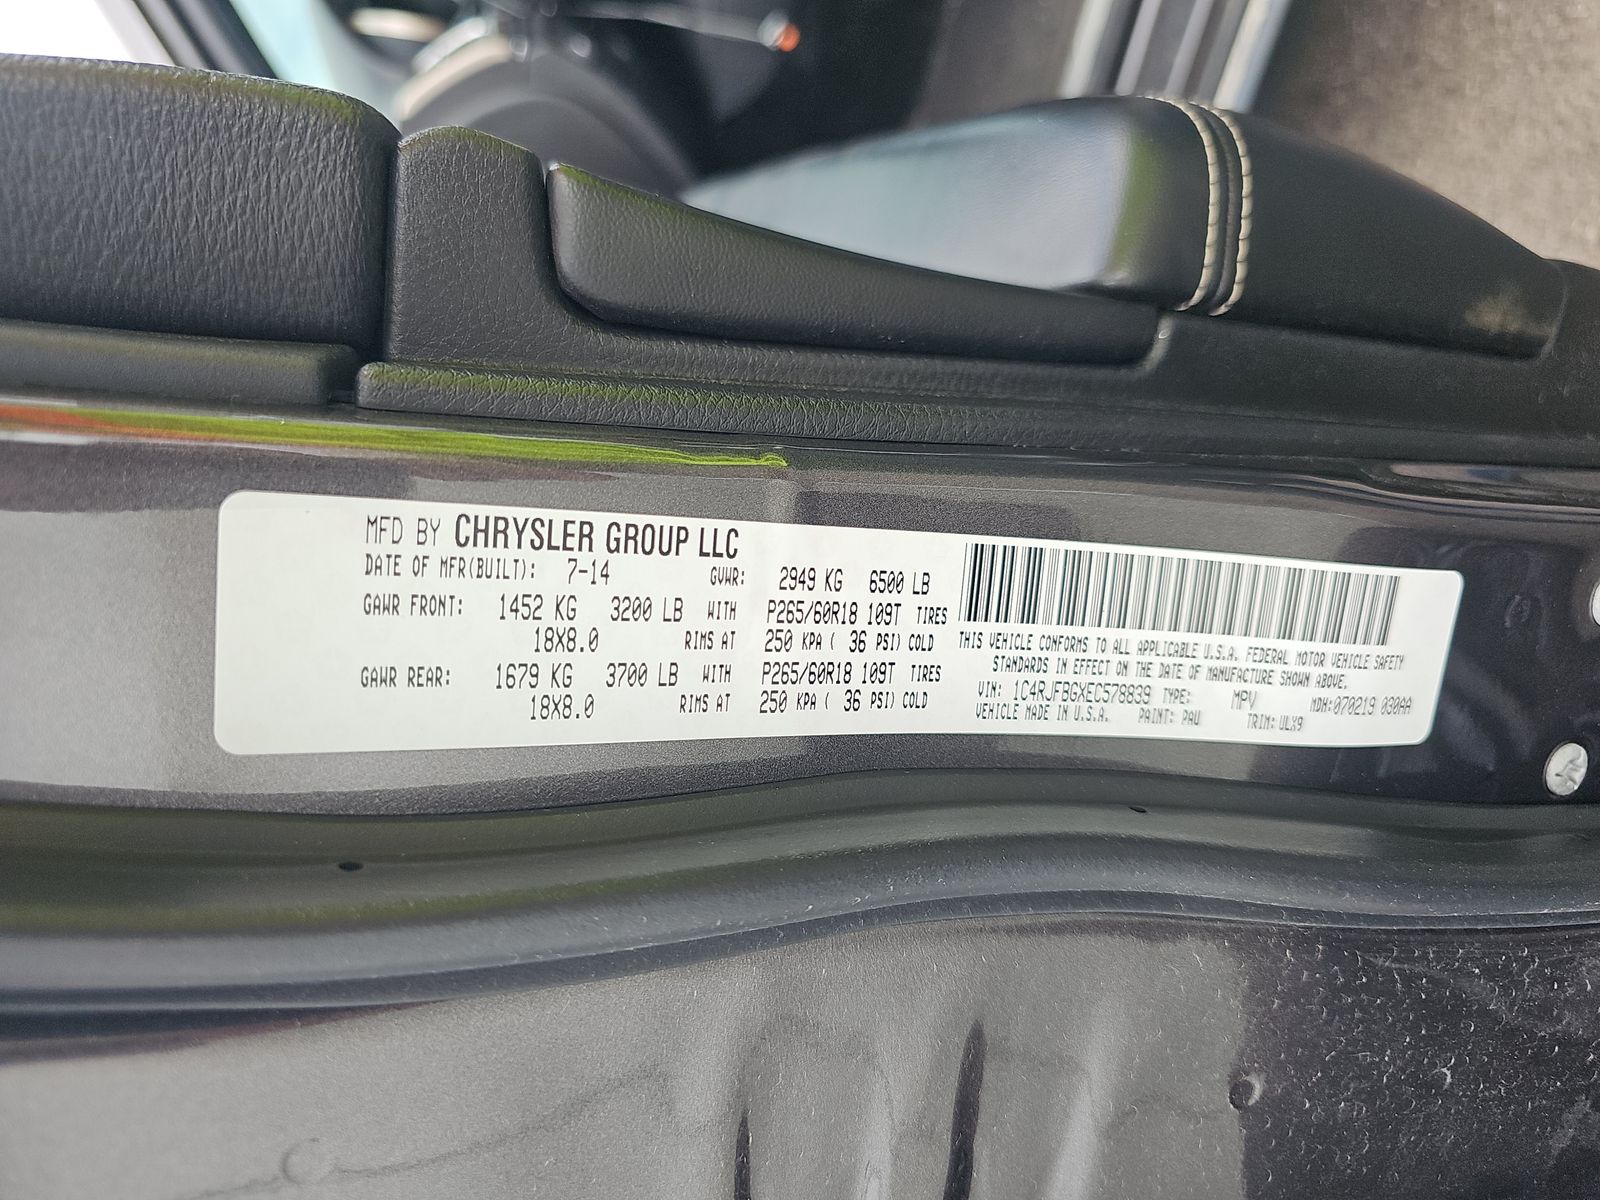 MFD BY CHRYSLER GROUP LLC
DATE OF MFR(BUILT): 7-14 GVWR: 2949 KG 6500 LB
GAWR FRONT: 1452 KG 3200 LB WITH P265/60R18 109T TIRES
18X8.0 RIMS AT 250 KPA ( 36 PSI) COLD
GAWR REAR: 1679 KG 3700 LB WITH P265/60R18 109T TIRES
18X8.0 RIMS AT 250 KPA ( 36 PSI) COLD
THIS VEHICLE CONFORMS TO ALL APPLICABLE U.S.A. FEDERAL MOTOR VEHICLE SAFETY
STANDARDS IN EFFECT ON THE DATE OF MANUFACTURE SHOWN ABOVE.
VIN: 1C4RJFBGXEC578839 TYPE: MPV MDH:070219 030AA
VEHICLE MADE IN U.S.A. PAINT: PAU TRIM: ULX9